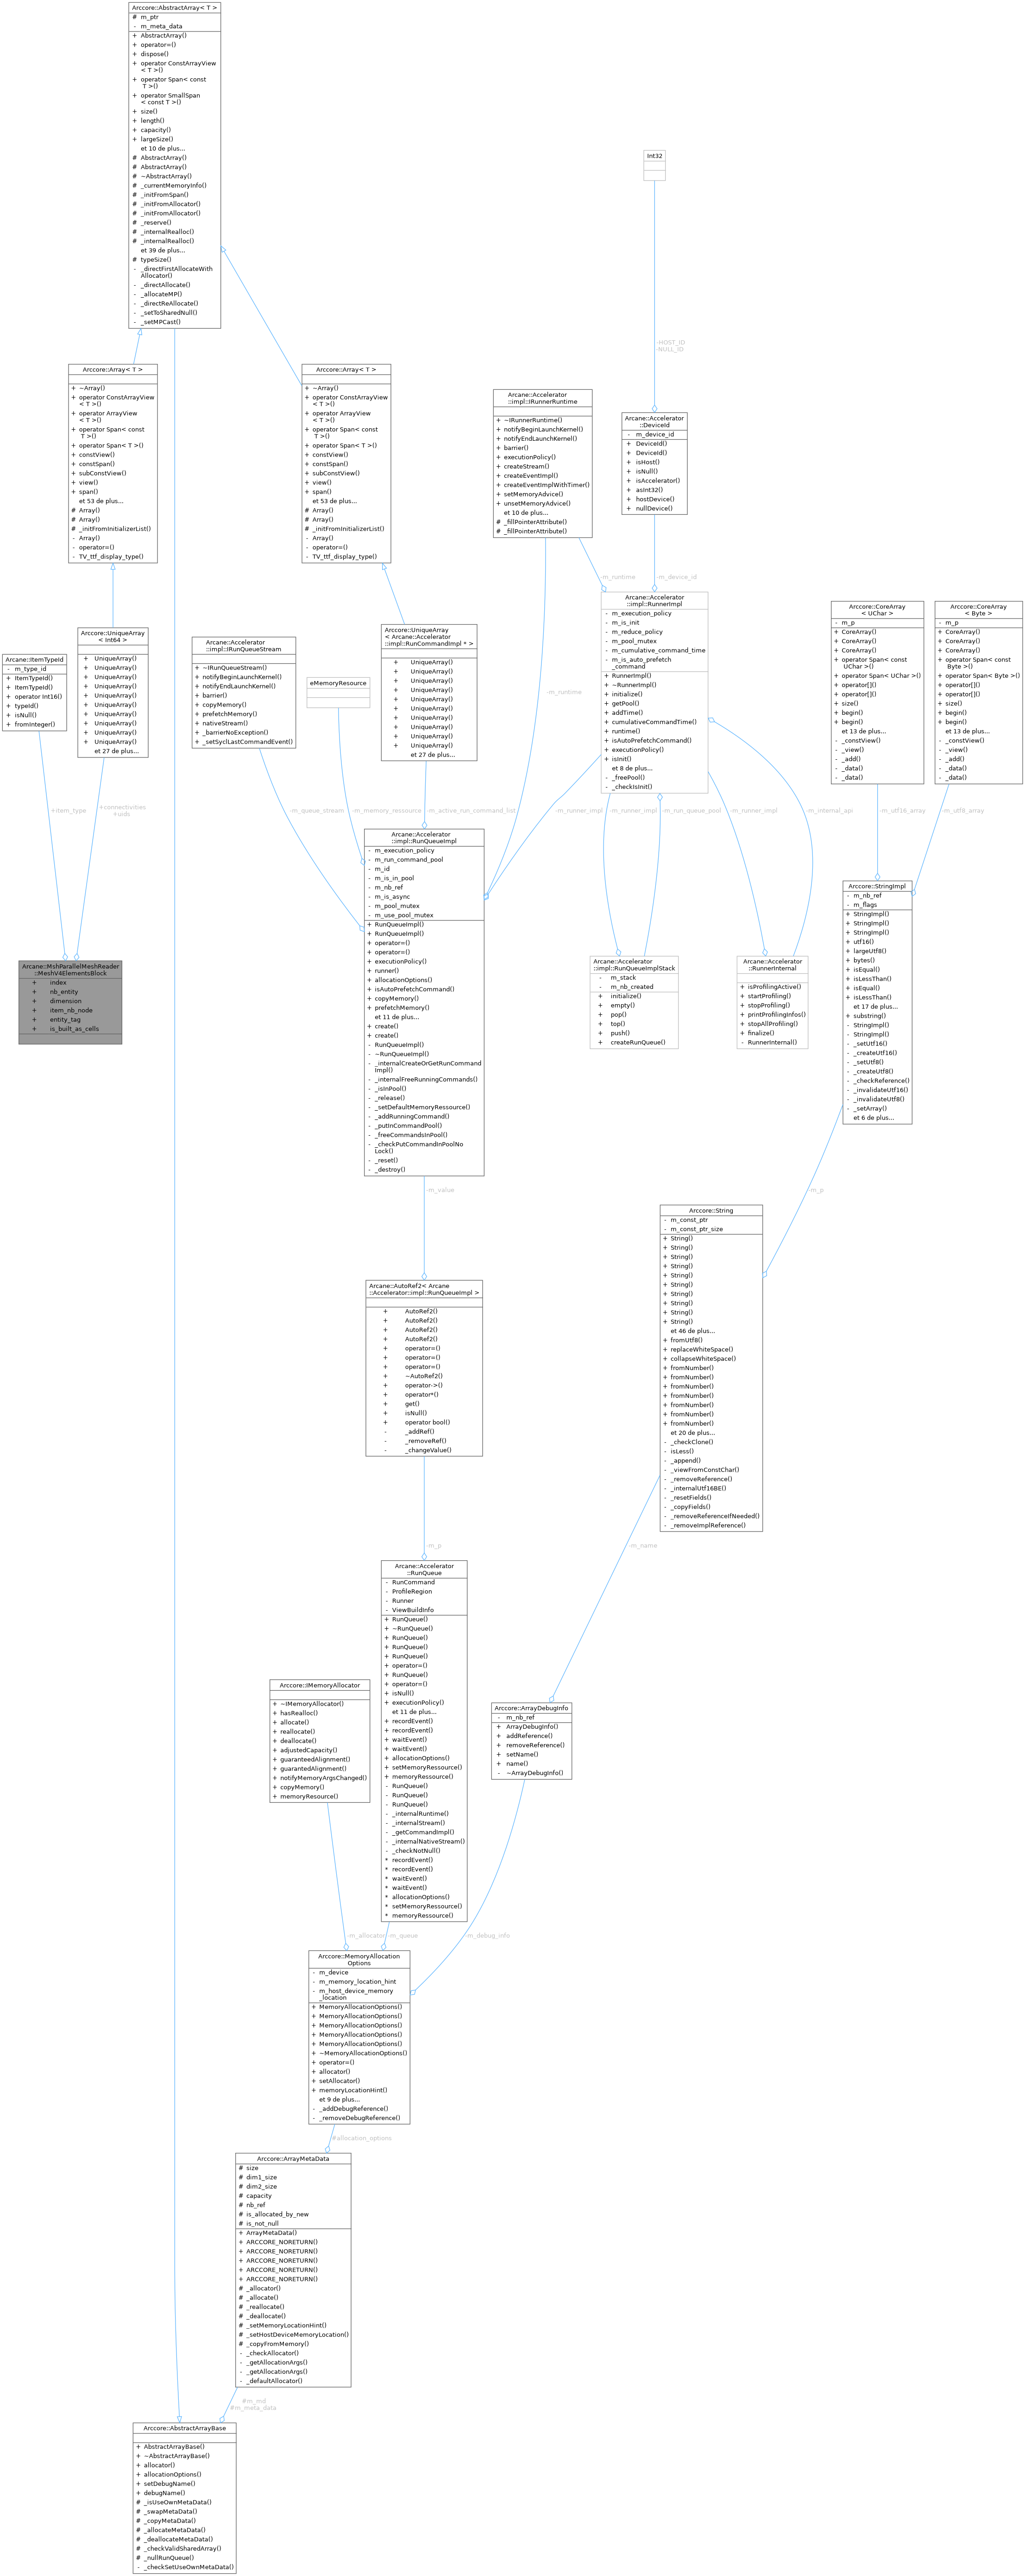 Arccore::AbstractArray< T >
# m_ptr
- m_meta_data
+ AbstractArray()
+ operator=()
+ dispose()
+ operator ConstArrayView
< T >()
+ operator Span< const
T >()
+ operator SmallSpan
< const T >()
+ size()
+ length()
+ capacity()
+ largeSize()
et 10 de plus...
# AbstractArray()
# AbstractArray()
# ~AbstractArray()
# _currentMemoryInfo()
# _initFromSpan()
# _initFromAllocator()
# _initFromAllocator()
# _reserve()
# _internalRealloc()
# _internalRealloc()
et 39 de plus...
# typeSize()
- _directFirstAllocateWith
Allocator()
- _directAllocate()
- _allocateMP()
- _directReAllocate()
- _setToSharedNull()
- _setMPCast()
Int32
-HOST_ID
-NULL_ID
Arccore::Array< T >
+ ~Array()
+ operator ConstArrayView
< T >()
+ operator ArrayView
< T >()
+ operator Span< const
T >()
+ operator Span< T >()
+ constView()
+ constSpan()
+ subConstView()
+ view()
+ span()
et 53 de plus...
# Array()
# Array()
# _initFromInitializerList()
- Array()
- operator=()
- TV_ttf_display_type()
Arccore::Array< T >
+ ~Array()
+ operator ConstArrayView
< T >()
+ operator ArrayView
< T >()
+ operator Span< const
T >()
+ operator Span< T >()
+ constView()
+ constSpan()
+ subConstView()
+ view()
+ span()
et 53 de plus...
# Array()
# Array()
# _initFromInitializerList()
- Array()
- operator=()
- TV_ttf_display_type()
Arcane::Accelerator
::impl::IRunnerRuntime
+ ~IRunnerRuntime()
+ notifyBeginLaunchKernel()
+ notifyEndLaunchKernel()
+ barrier()
+ executionPolicy()
+ createStream()
+ createEventImpl()
+ createEventImplWithTimer()
+ setMemoryAdvice()
+ unsetMemoryAdvice()
et 10 de plus...
# _fillPointerAttribute()
# _fillPointerAttribute()
Arcane::Accelerator
::DeviceId
- m_device_id
+ DeviceId()
+ DeviceId()
+ isHost()
+ isNull()
+ isAccelerator()
+ asInt32()
+ hostDevice()
+ nullDevice()
-m_runtime
-m_device_id
Arcane::Accelerator
::impl::RunnerImpl
- m_execution_policy
- m_is_init
- m_reduce_policy
- m_pool_mutex
- m_cumulative_command_time
- m_is_auto_prefetch
_command
+ RunnerImpl()
+ ~RunnerImpl()
+ initialize()
+ getPool()
+ addTime()
+ cumulativeCommandTime()
+ runtime()
+ isAutoPrefetchCommand()
+ executionPolicy()
+ isInit()
et 8 de plus...
- _freePool()
- _checkIsInit()
Arccore::CoreArray
< UChar >
- m_p
+ CoreArray()
+ CoreArray()
+ CoreArray()
+ operator Span< const
UChar >()
+ operator Span< UChar >()
+ operator[]()
+ operator[]()
+ size()
+ begin()
+ begin()
et 13 de plus...
- _constView()
- _view()
- _add()
- _data()
- _data()
Arccore::CoreArray
< Byte >
- m_p
+ CoreArray()
+ CoreArray()
+ CoreArray()
+ operator Span< const
Byte >()
+ operator Span< Byte >()
+ operator[]()
+ operator[]()
+ size()
+ begin()
+ begin()
et 13 de plus...
- _constView()
- _view()
- _add()
- _data()
- _data()
Arcane::ItemTypeId
- m_type_id
+ ItemTypeId()
+ ItemTypeId()
+ operator Int16()
+ typeId()
+ isNull()
+ fromInteger()
Arccore::UniqueArray
< Int64 >
+ UniqueArray()
+ UniqueArray()
+ UniqueArray()
+ UniqueArray()
+ UniqueArray()
+ UniqueArray()
+ UniqueArray()
+ UniqueArray()
+ UniqueArray()
+ UniqueArray()
et 27 de plus...
Arcane::Accelerator
::impl::IRunQueueStream
+ ~IRunQueueStream()
+ notifyBeginLaunchKernel()
+ notifyEndLaunchKernel()
+ barrier()
+ copyMemory()
+ prefetchMemory()
+ nativeStream()
+ _barrierNoException()
+ _setSyclLastCommandEvent()
eMemoryResource
Arccore::UniqueArray
< Arcane::Accelerator
::impl::RunCommandImpl * >
+ UniqueArray()
+ UniqueArray()
+ UniqueArray()
+ UniqueArray()
+ UniqueArray()
+ UniqueArray()
+ UniqueArray()
+ UniqueArray()
+ UniqueArray()
+ UniqueArray()
et 27 de plus...
-m_runtime
+item_type
+connectivities
+uids
-m_queue_stream
-m_memory_ressource
-m_active_run_command_list
-m_runner_impl
-m_runner_impl
-m_run_queue_pool
-m_runner_impl
-m_internal_api
-m_utf16_array
-m_utf8_array
Arcane::MshParallelMeshReader
::MeshV4ElementsBlock
+ index
+ nb_entity
+ dimension
+ item_nb_node
+ entity_tag
+ is_built_as_cells
Arcane::Accelerator
::impl::RunQueueImpl
- m_execution_policy
- m_run_command_pool
- m_id
- m_is_in_pool
- m_nb_ref
- m_is_async
- m_pool_mutex
- m_use_pool_mutex
+ RunQueueImpl()
+ RunQueueImpl()
+ operator=()
+ operator=()
+ executionPolicy()
+ runner()
+ allocationOptions()
+ isAutoPrefetchCommand()
+ copyMemory()
+ prefetchMemory()
et 11 de plus...
+ create()
+ create()
- RunQueueImpl()
- ~RunQueueImpl()
- _internalCreateOrGetRunCommand
Impl()
- _internalFreeRunningCommands()
- _isInPool()
- _release()
- _setDefaultMemoryRessource()
- _addRunningCommand()
- _putInCommandPool()
- _freeCommandsInPool()
- _checkPutCommandInPoolNo
Lock()
- _reset()
- _destroy()
Arcane::Accelerator
::impl::RunQueueImplStack
- m_stack
- m_nb_created
+ initialize()
+ empty()
+ pop()
+ top()
+ push()
+ createRunQueue()
Arcane::Accelerator
::RunnerInternal
+ isProfilingActive()
+ startProfiling()
+ stopProfiling()
+ printProfilingInfos()
+ stopAllProfiling()
+ finalize()
- RunnerInternal()
Arccore::StringImpl
- m_nb_ref
- m_flags
+ StringImpl()
+ StringImpl()
+ StringImpl()
+ utf16()
+ largeUtf8()
+ bytes()
+ isEqual()
+ isLessThan()
+ isEqual()
+ isLessThan()
et 17 de plus...
+ substring()
- StringImpl()
- StringImpl()
- _setUtf16()
- _createUtf16()
- _setUtf8()
- _createUtf8()
- _checkReference()
- _invalidateUtf16()
- _invalidateUtf8()
- _setArray()
et 6 de plus...
-m_value
-m_p
Arccore::String
- m_const_ptr
- m_const_ptr_size
+ String()
+ String()
+ String()
+ String()
+ String()
+ String()
+ String()
+ String()
+ String()
+ String()
et 46 de plus...
+ fromUtf8()
+ replaceWhiteSpace()
+ collapseWhiteSpace()
+ fromNumber()
+ fromNumber()
+ fromNumber()
+ fromNumber()
+ fromNumber()
+ fromNumber()
+ fromNumber()
et 20 de plus...
- _checkClone()
- isLess()
- _append()
- _viewFromConstChar()
- _removeReference()
- _internalUtf16BE()
- _resetFields()
- _copyFields()
- _removeReferenceIfNeeded()
- _removeImplReference()
Arcane::AutoRef2< Arcane
::Accelerator::impl::RunQueueImpl >
+ AutoRef2()
+ AutoRef2()
+ AutoRef2()
+ AutoRef2()
+ operator=()
+ operator=()
+ operator=()
+ ~AutoRef2()
+ operator->()
+ operator*()
+ get()
+ isNull()
+ operator bool()
- _addRef()
- _removeRef()
- _changeValue()
-m_p
-m_name
Arcane::Accelerator
::RunQueue
- RunCommand
- ProfileRegion
- Runner
- ViewBuildInfo
+ RunQueue()
+ ~RunQueue()
+ RunQueue()
+ RunQueue()
+ RunQueue()
+ operator=()
+ RunQueue()
+ operator=()
+ isNull()
+ executionPolicy()
et 11 de plus...
+ recordEvent()
+ recordEvent()
+ waitEvent()
+ waitEvent()
+ allocationOptions()
+ setMemoryRessource()
+ memoryRessource()
- RunQueue()
- RunQueue()
- RunQueue()
- _internalRuntime()
- _internalStream()
- _getCommandImpl()
- _internalNativeStream()
- _checkNotNull()
* recordEvent()
* recordEvent()
* waitEvent()
* waitEvent()
* allocationOptions()
* setMemoryRessource()
* memoryRessource()
Arccore::IMemoryAllocator
+ ~IMemoryAllocator()
+ hasRealloc()
+ allocate()
+ reallocate()
+ deallocate()
+ adjustedCapacity()
+ guaranteedAlignment()
+ guarantedAlignment()
+ notifyMemoryArgsChanged()
+ copyMemory()
+ memoryResource()
Arccore::ArrayDebugInfo
- m_nb_ref
+ ArrayDebugInfo()
+ addReference()
+ removeReference()
+ setName()
+ name()
- ~ArrayDebugInfo()
-m_allocator
-m_queue
-m_debug_info
Arccore::MemoryAllocation
Options
- m_device
- m_memory_location_hint
- m_host_device_memory
_location
+ MemoryAllocationOptions()
+ MemoryAllocationOptions()
+ MemoryAllocationOptions()
+ MemoryAllocationOptions()
+ MemoryAllocationOptions()
+ ~MemoryAllocationOptions()
+ operator=()
+ allocator()
+ setAllocator()
+ memoryLocationHint()
et 9 de plus...
- _addDebugReference()
- _removeDebugReference()
#allocation_options
Arccore::ArrayMetaData
# size
# dim1_size
# dim2_size
# capacity
# nb_ref
# is_allocated_by_new
# is_not_null
+ ArrayMetaData()
+ ARCCORE_NORETURN()
+ ARCCORE_NORETURN()
+ ARCCORE_NORETURN()
+ ARCCORE_NORETURN()
+ ARCCORE_NORETURN()
# _allocator()
# _allocate()
# _reallocate()
# _deallocate()
# _setMemoryLocationHint()
# _setHostDeviceMemoryLocation()
# _copyFromMemory()
- _checkAllocator()
- _getAllocationArgs()
- _getAllocationArgs()
- _defaultAllocator()
#m_md
#m_meta_data
Arccore::AbstractArrayBase
+ AbstractArrayBase()
+ ~AbstractArrayBase()
+ allocator()
+ allocationOptions()
+ setDebugName()
+ debugName()
# _isUseOwnMetaData()
# _swapMetaData()
# _copyMetaData()
# _allocateMetaData()
# _deallocateMetaData()
# _checkValidSharedArray()
# _nullRunQueue()
- _checkSetUseOwnMetaData()